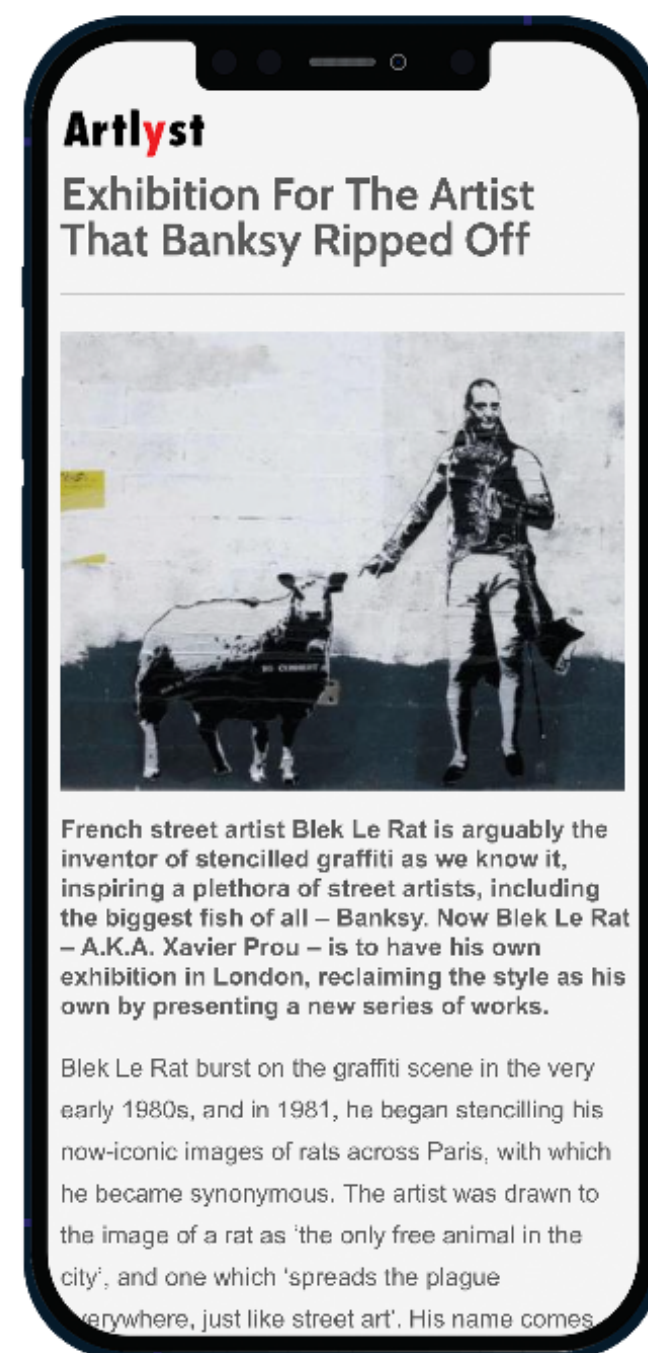 Artlyst
Exhibition For The Artist
That Banksy Ripped Off
TO CONNERY
French street artist Blek Le Rat is arguably the
inventor of stencilled graffiti as we know it,
inspiring a plethora of street artists, including
the biggest fish of all – Banksy. Now Blek Le Rat
– A.K.A. Xavier Prou – is to have his own
exhibition in London, reclaiming the style as his
own by presenting a new series of works.
Blek Le Rat burst on the graffiti scene in the very
early 1980s, and in 1981, he began stencilling his
now-iconic images of rats across Paris, with which
he became synonymous. The artist was drawn to
the image of a rat as ‘the only free animal in the
city’, and one which ‘spreads the plague
everywhere, just like street art’. His name comes